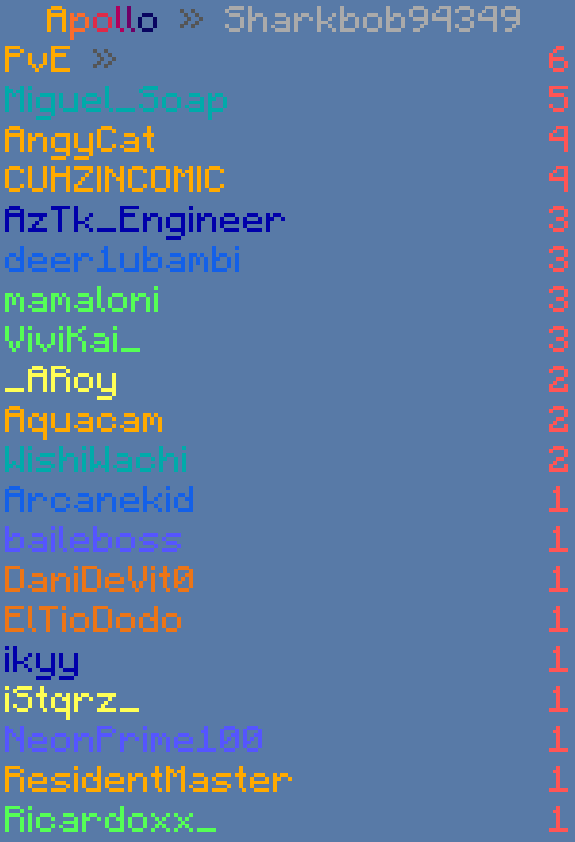 Apollo » Sharkbob94349
PvE » 6
Miguel_Soap 5
AngyCat 4
CUHZINCOMIC 4
AzTk_Engineer 3
deer1ubambi 3
mamaloni 3
ViviKai_ 3
_ARoy 2
Aquacam 2
WishiWachi 2
Arcanekid 1
baileboss 1
DaniDeVit0 1
ElTioDodo 1
ikyy 1
iStqrz_ 1
NeonPrime100 1
ResidentMaster 1
Ricardoxx_ 1